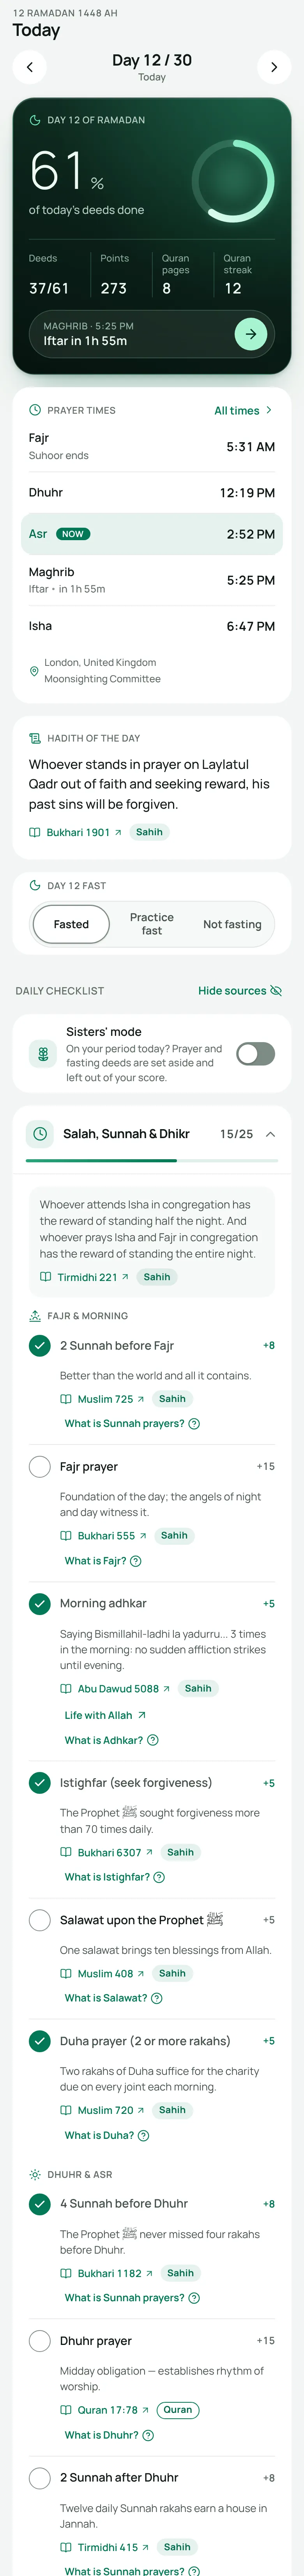 12 RAMADAN 1448 AH
Today
Day 12 / 30
Today
DAY 12 OF RAMADAN
61 %
of today's deeds done
Deeds
37/61
Points
273
Quran pages
8
Quran streak
12
MAGHRIB · 5:25 PM
Iftar in 1h 55m
PRAYER TIMES
All times
Fajr
Suhoor ends
5:31 AM
Dhuhr
12:19 PM
Asr NOW
2:52 PM
Maghrib
Iftar • in 1h 55m
5:25 PM
Isha
6:47 PM
London, United Kingdom
Moonsighting Committee
HADITH OF THE DAY
Whoever stands in prayer on Laylatul
Qadr out of faith and seeking reward, his
past sins will be forgiven.
Bukhari 1901 ↗ Sahih
DAY 12 FAST
Fasted
Practice fast
Not fasting
DAILY CHECKLIST
Hide sources
Sisters' mode
On your period today? Prayer and
fasting deeds are set aside and
left out of your score.
Salah, Sunnah & Dhikr 15/25
Whoever attends Isha in congregation has
the reward of standing half the night. And
whoever prays Isha and Fajr in congregation
has the reward of standing the entire night.
Tirmidhi 221 ↗ Sahih
FAJR & MORNING
2 Sunnah before Fajr +8
Better than the world and all it contains.
Muslim 725 ↗ Sahih
What is Sunnah prayers?
Fajr prayer +15
Foundation of the day; the angels of night
and day witness it.
Bukhari 555 ↗ Sahih
What is Fajr?
Morning adhkar +5
Saying Bismillahil-ladhi la yadurru... 3 times
in the morning: no sudden affliction strikes
until evening.
Abu Dawud 5088 ↗ Sahih
Life with Allah ↗
What is Adhkar?
Istighfar (seek forgiveness) +5
The Prophet ﷺ sought forgiveness more
than 70 times daily.
Bukhari 6307 ↗ Sahih
What is Istighfar?
Salawat upon the Prophet ﷺ +5
One salawat brings ten blessings from Allah.
Muslim 408 ↗ Sahih
What is Salawat?
Duha prayer (2 or more rakahs) +5
Two rakahs of Duha suffice for the charity
due on every joint each morning.
Muslim 720 ↗ Sahih
What is Duha?
DHUHR & ASR
4 Sunnah before Dhuhr +8
The Prophet ﷺ never missed four rakahs
before Dhuhr.
Bukhari 1182 ↗ Sahih
What is Sunnah prayers?
Dhuhr prayer +15
Midday obligation — establishes rhythm of
worship.
Quran 17:78 ↗ Quran
What is Dhuhr?
2 Sunnah after Dhuhr +8
Twelve daily Sunnah rakahs earn a house in
Jannah.
Tirmidhi 415 ↗ Sahih
What is Sunnah prayers?